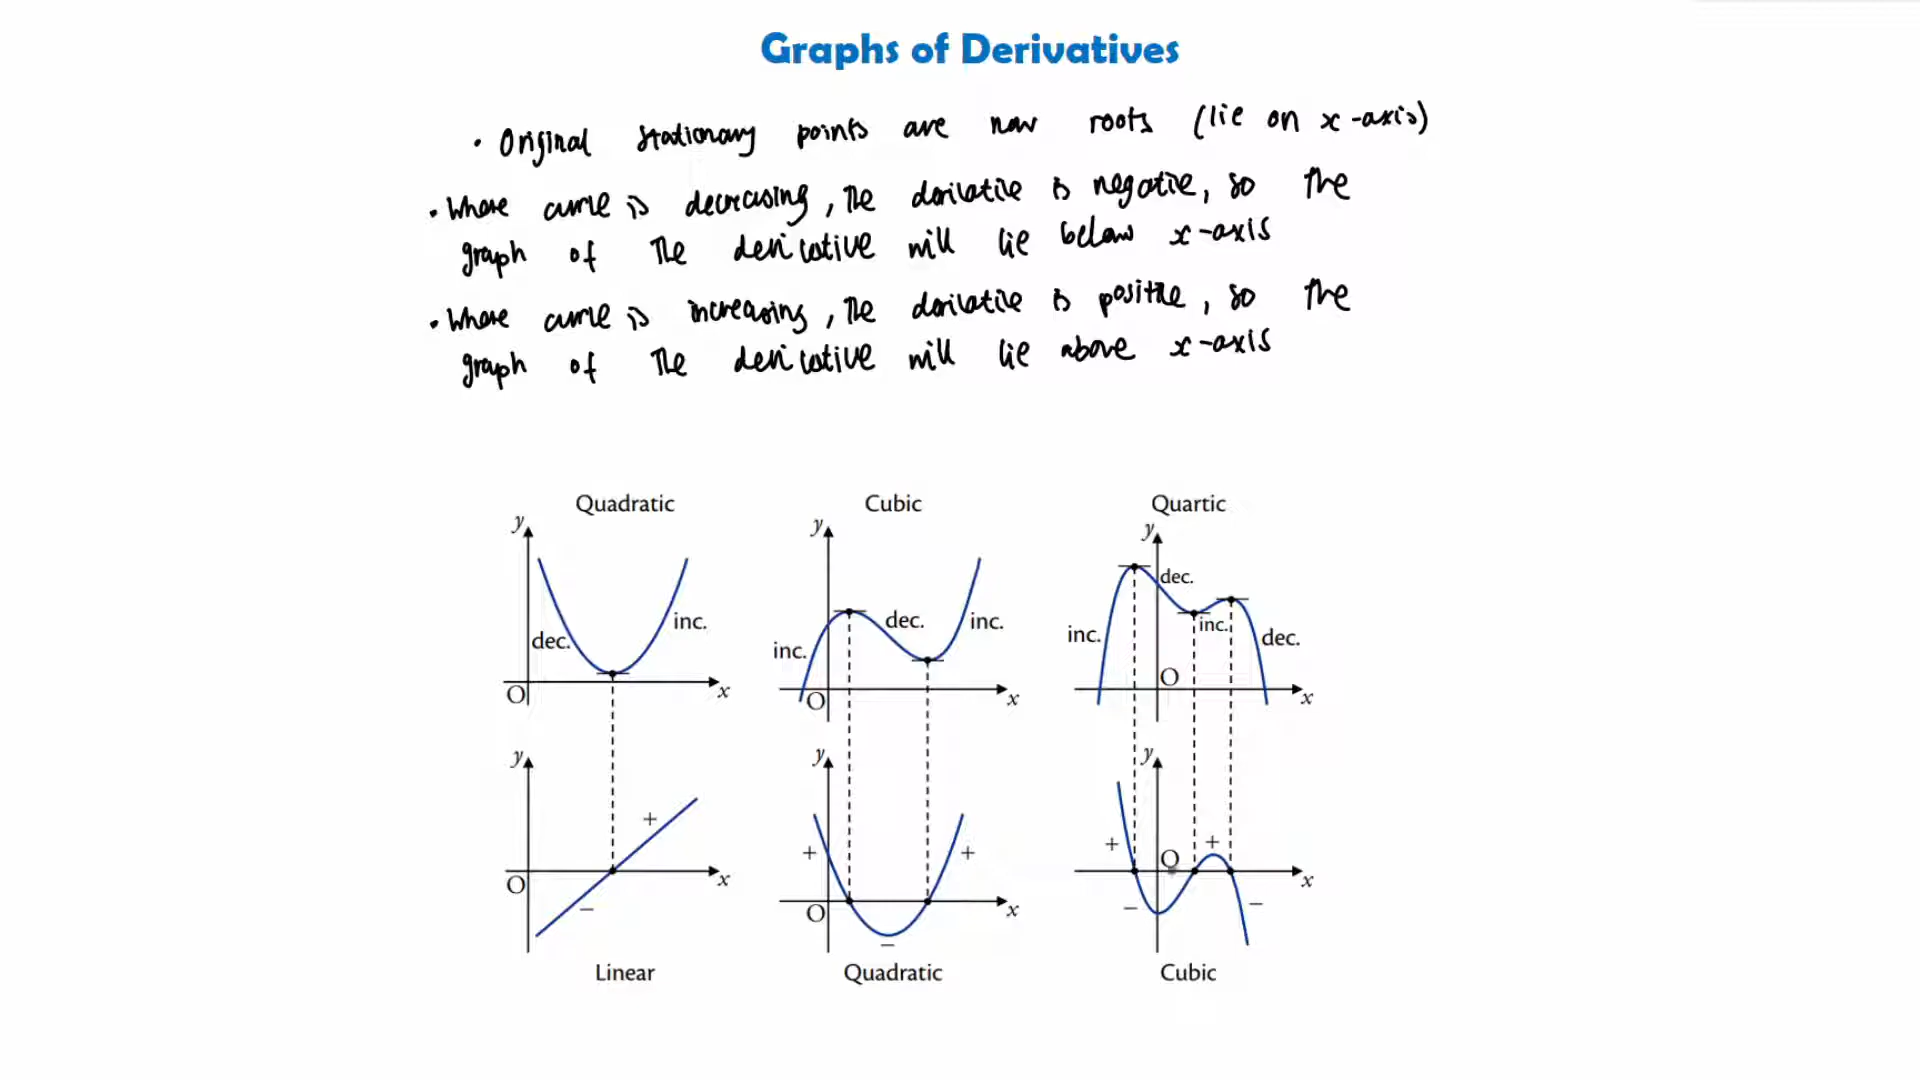 Graphs of Derivatives
• Original stationary points are now roots (lie on x-axis)
• Where curve is decreasing, the derivative is negative, so the
graph of the derivative will lie below x-axis
• Where curve is increasing, the derivative is positive, so the
graph of the derivative will lie above x-axis
Quadratic
y
dec.
inc.
O
x
Cubic
y
inc.
dec.
inc.
O
x
Quartic
y
inc.
dec.
inc.
dec.
O
x
y
+
−
O
x
Linear
y
+
−
+
O
x
Quadratic
y
+
−
+
−
O
x
Cubic